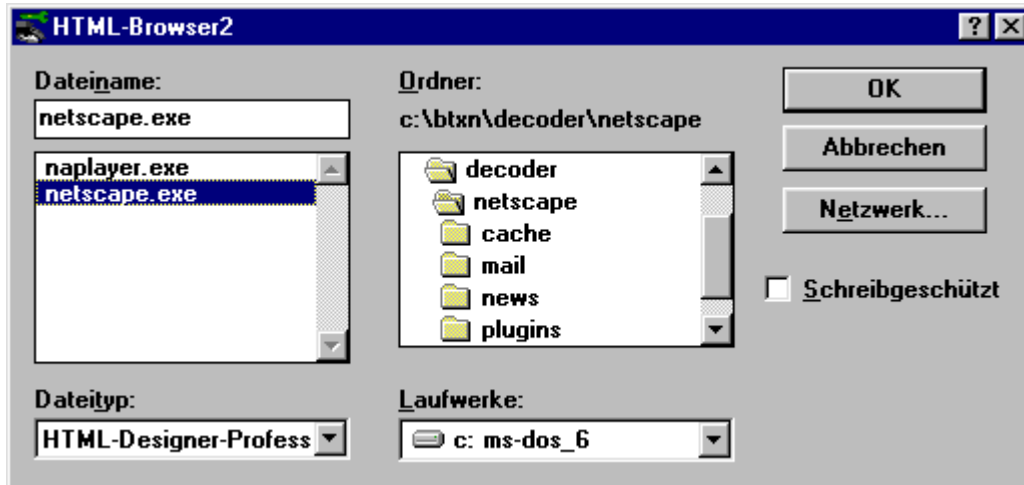 HTML-Browser2
Dateiname:
netscape.exe
naplayer.exe
netscape.exe
Dateityp:
HTML-Designer-Profess
Ordner:
c:\btxn\decoder\netscape
decoder
netscape
cache
mail
news
plugins
Laufwerke:
c: ms-dos_6
OK
Abbrechen
Netzwerk...
Schreibgeschützt